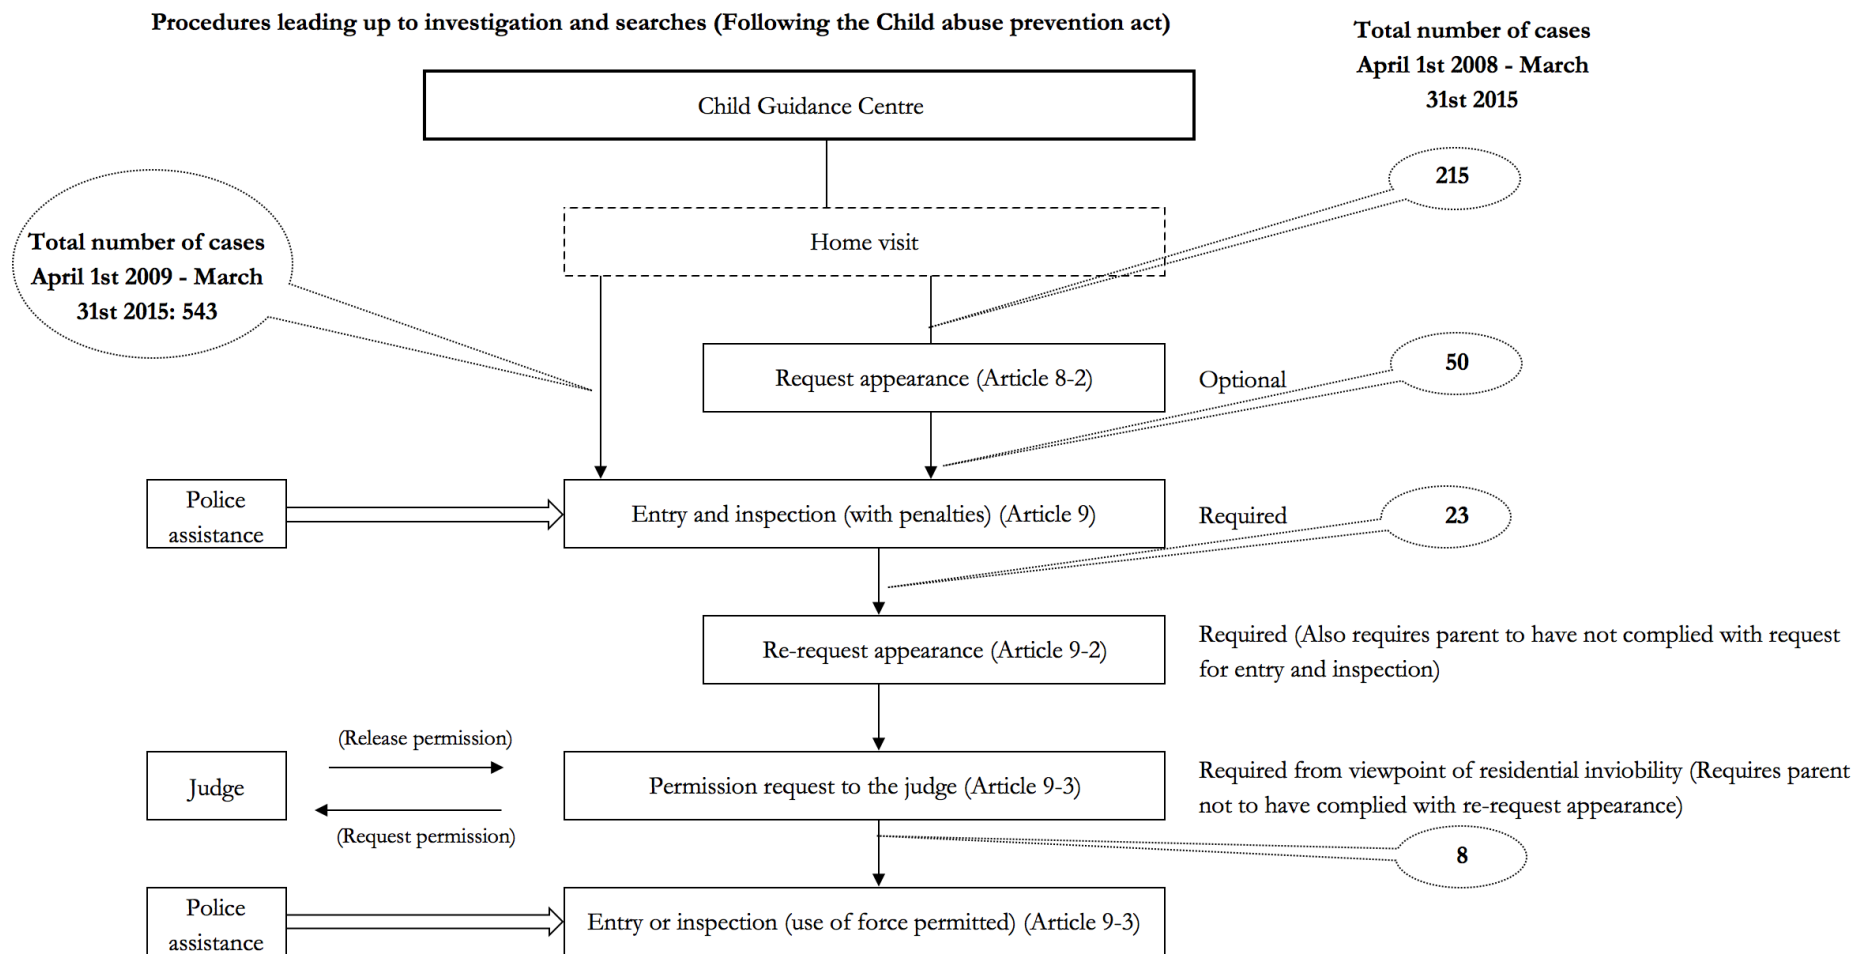 Procedures leading up to investigation and searches (Following the Child abuse prevention act)
Total number of cases
April 1st 2008 - March
31st 2015
Child Guidance Centre
215
Home visit
Total number of cases
April 1st 2009 - March
31st 2015: 543
Request appearance (Article 8-2)
Optional
50
Police
assistance
Entry and inspection (with penalties) (Article 9)
Required
23
Re-request appearance (Article 9-2)
Required (Also requires parent to have not complied with request
for entry and inspection)
(Release permission)
Judge
(Request permission)
Permission request to the judge (Article 9-3)
Required from viewpoint of residential inviobility (Requires parent
not to have complied with re-request appearance)
8
Police
assistance
Entry or inspection (use of force permitted) (Article 9-3)